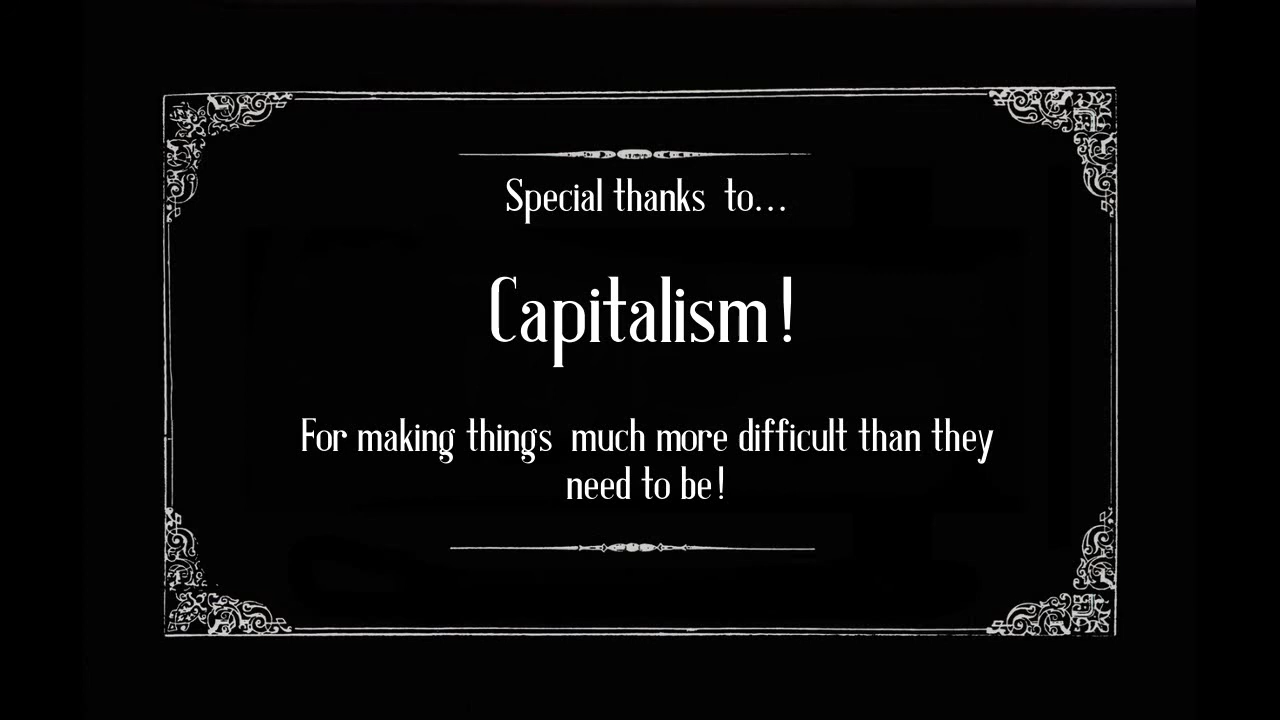 Special thanks to...
Capitalism!
For making things much more difficult than they
need to be!